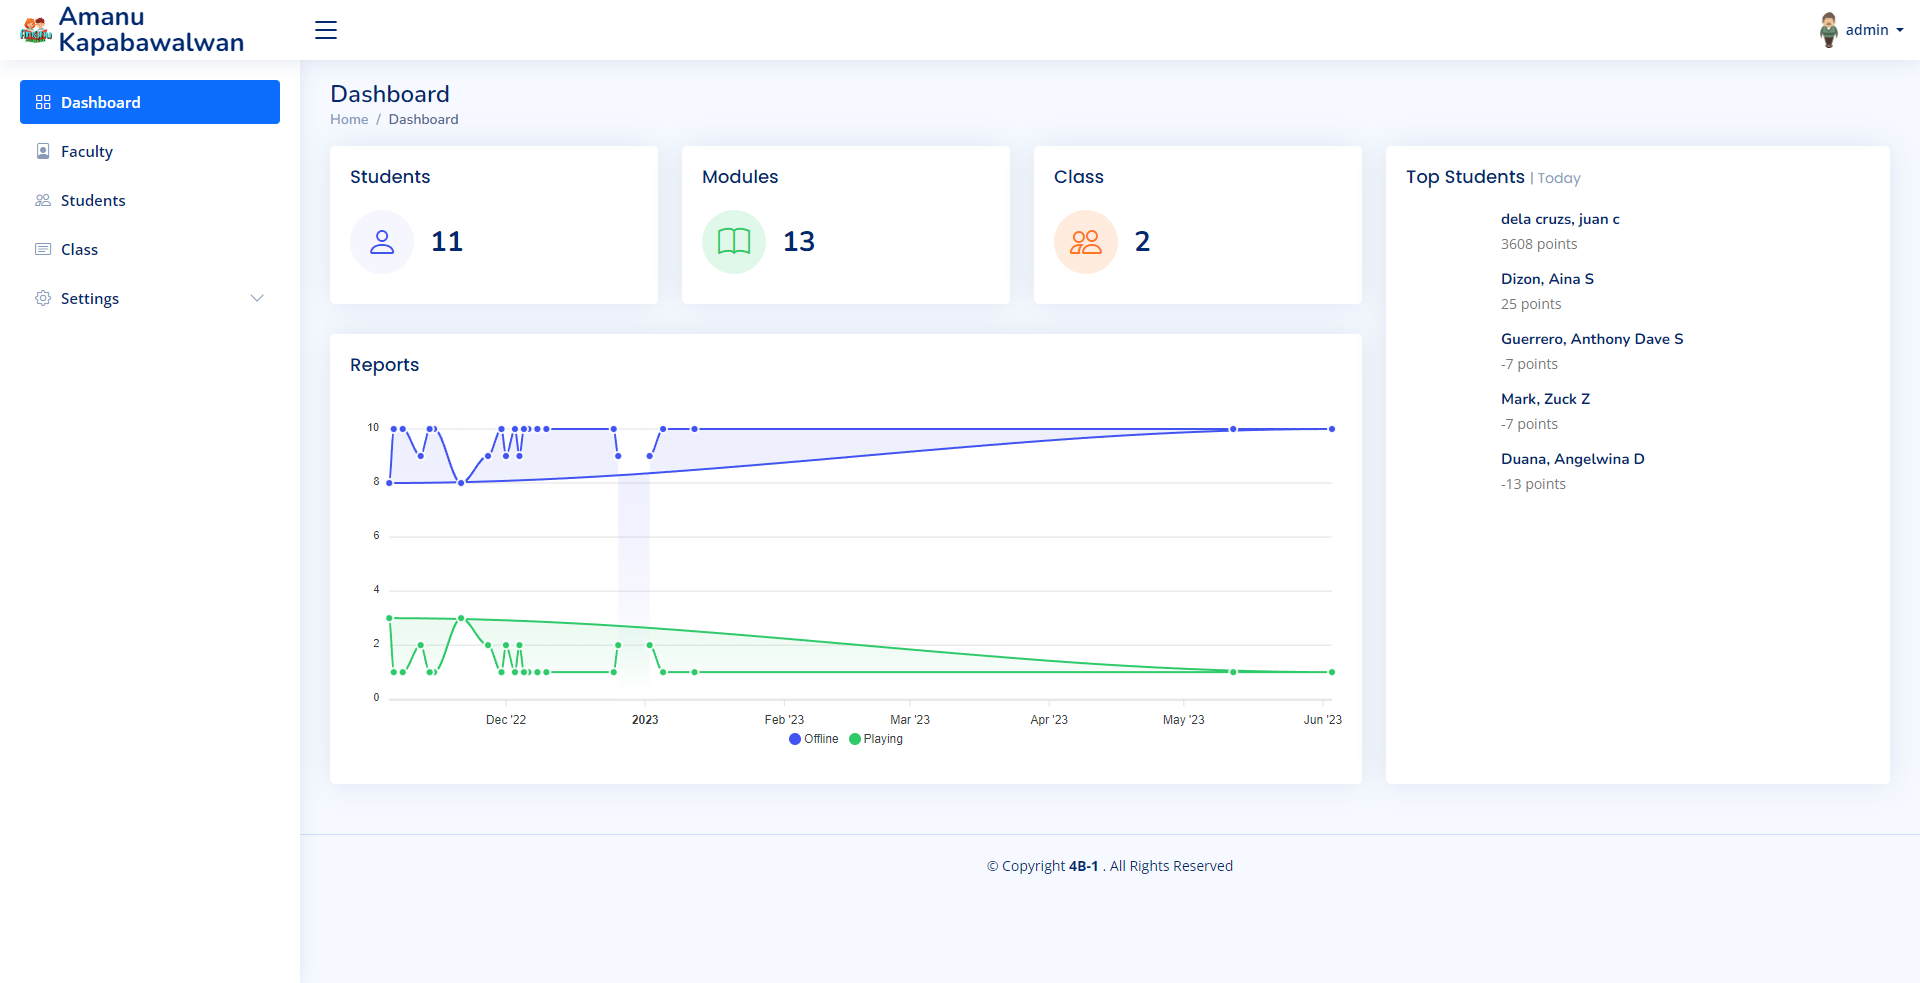 Amanu
Kapabawalwan
admin
Dashboard
Faculty
Students
Class
Settings
Dashboard
Home / Dashboard
Students
11
Modules
13
Class
2
Top Students | Today
dela cruzs, juan c
3608 points
Dizon, Aina S
25 points
Guerrero, Anthony Dave S
-7 points
Mark, Zuck Z
-7 points
Duana, Angelwina D
-13 points
Reports
10
8
6
4
2
0
Dec '22 2023 Feb '23 Mar '23 Apr '23 May '23 Jun '23
Offline Playing
© Copyright 4B-1 . All Rights Reserved